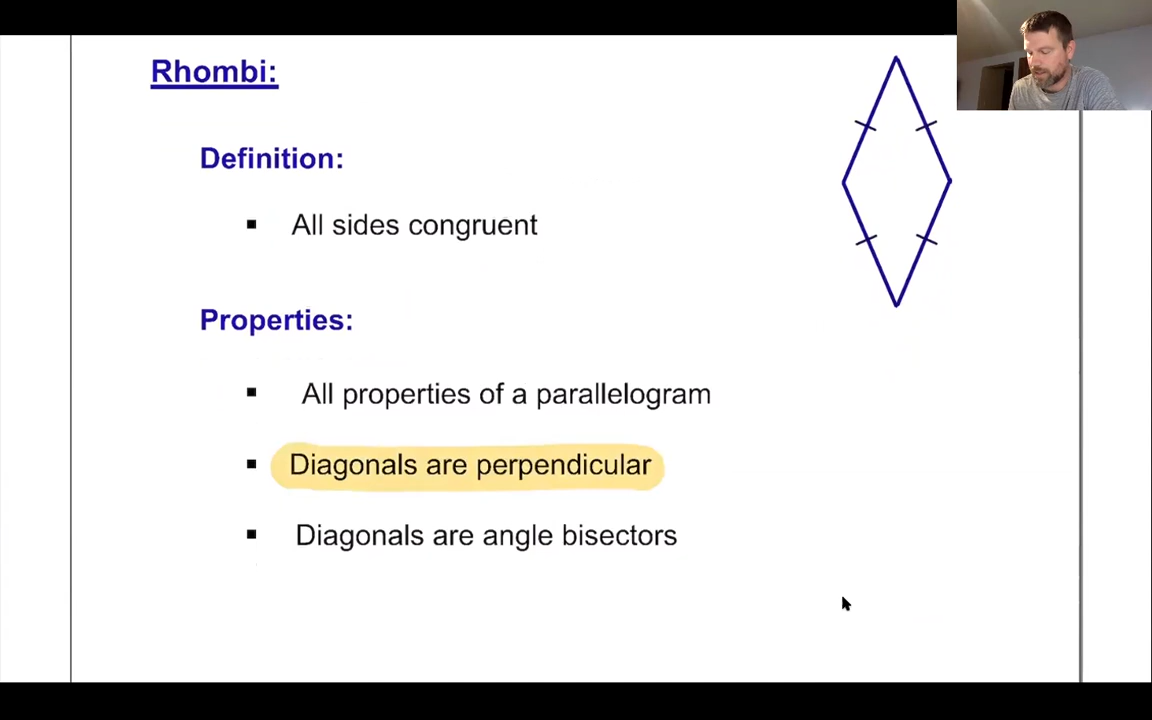 Rhombi:
Definition:
▪ All sides congruent
Properties:
▪ All properties of a parallelogram
▪ Diagonals are perpendicular
▪ Diagonals are angle bisectors